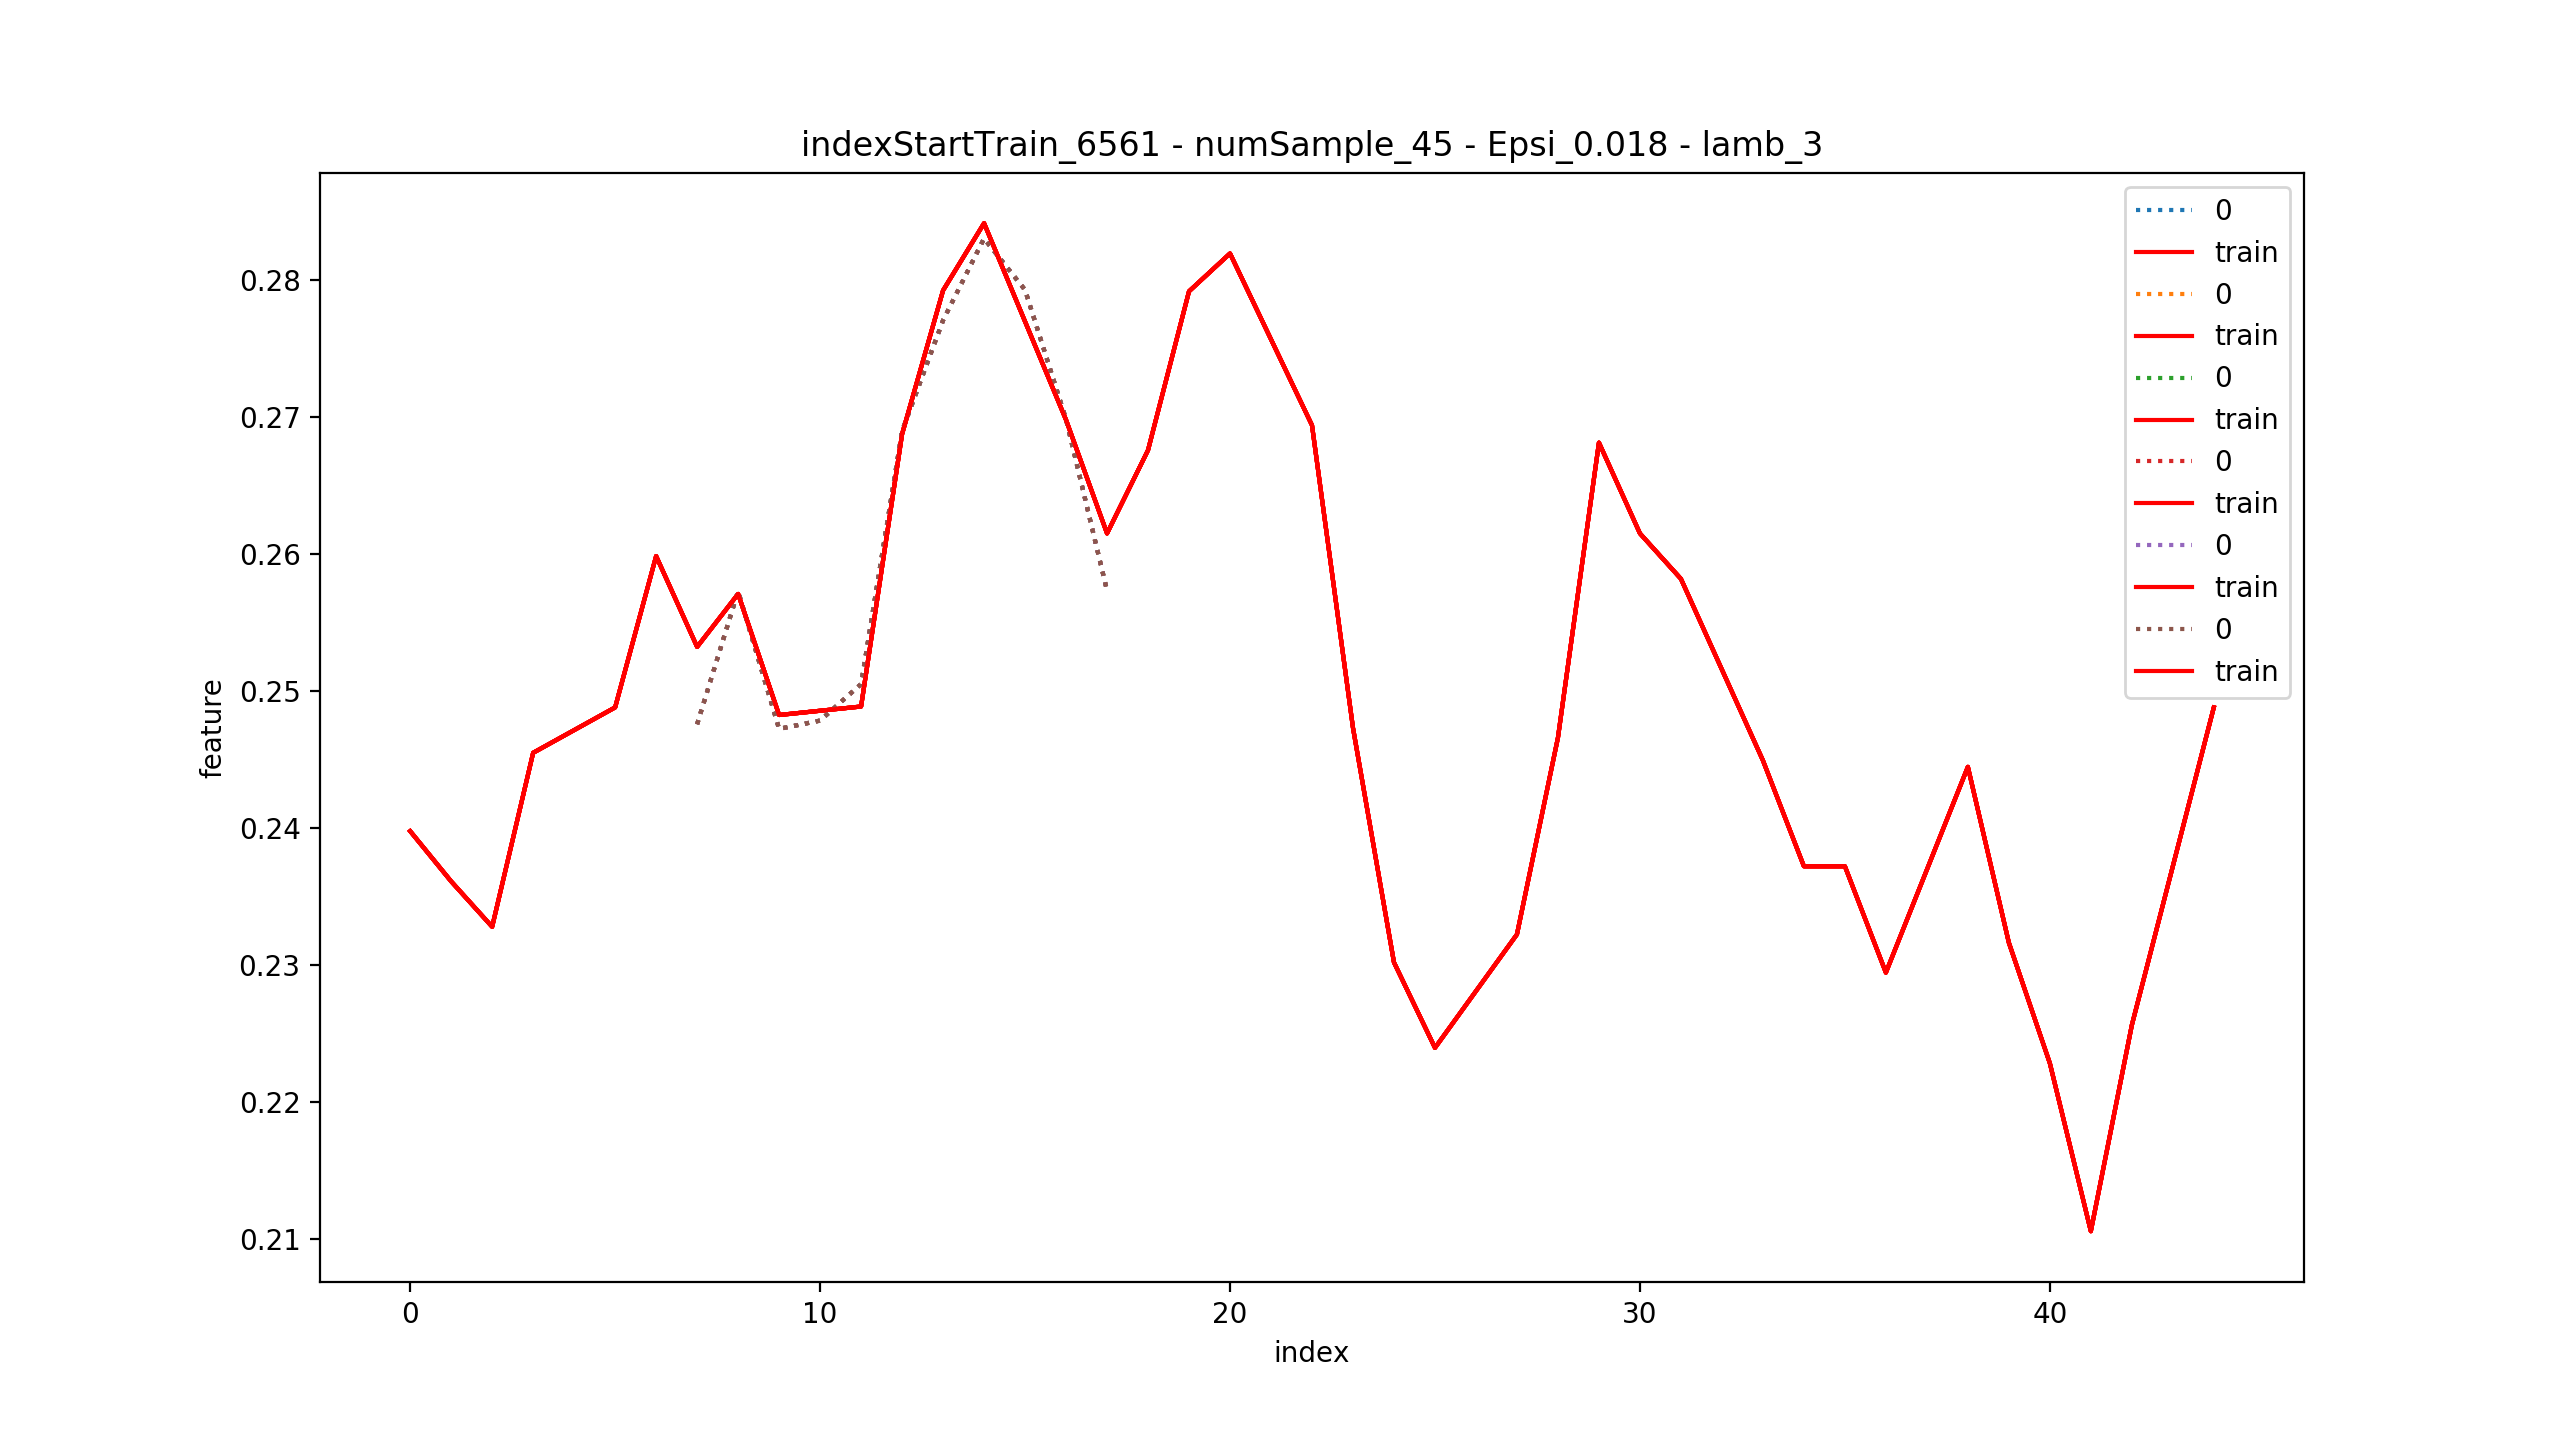 indexStartTrain_6561 - numSample_45 - Epsi_0.018 - lamb_3
0
train
0
train
0
train
0
train
0
train
0
train
0.28
0.27
0.26
0.25
0.24
0.23
0.22
0.21
feature
0 10 20 30 40
index